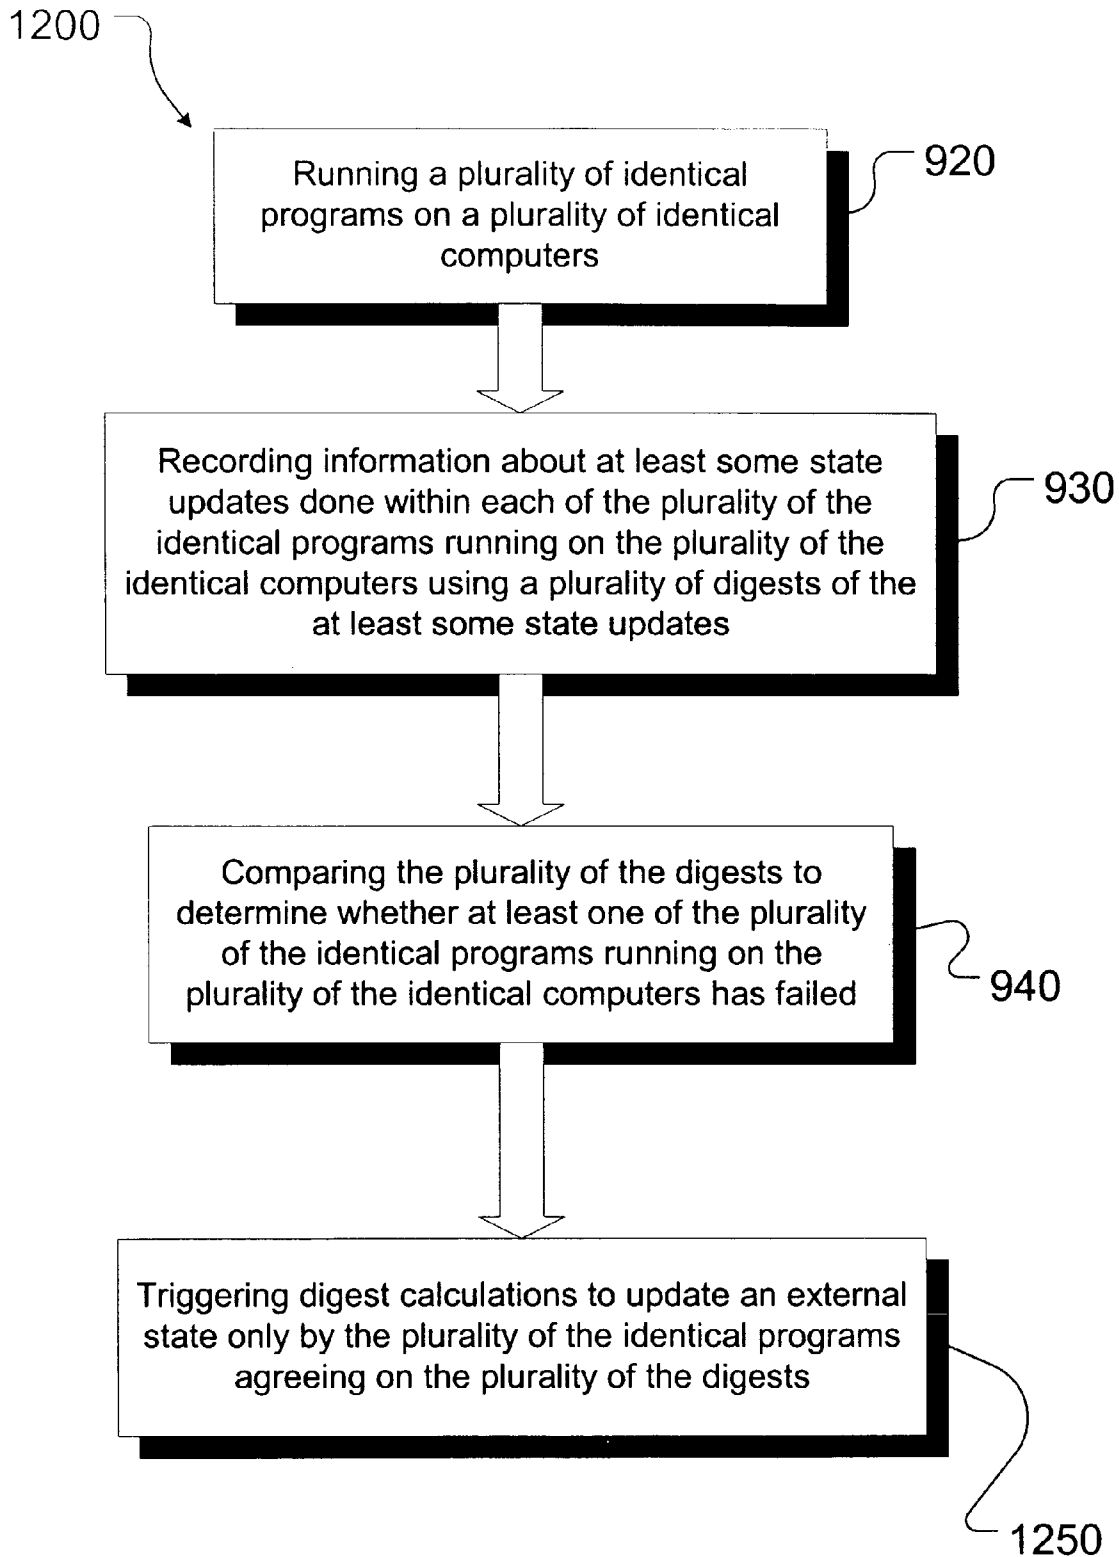 1200
Running a plurality of identical
programs on a plurality of identical
computers
920
Recording information about at least some state
updates done within each of the plurality of the
identical programs running on the plurality of the
identical computers using a plurality of digests of the
at least some state updates
930
Comparing the plurality of the digests to
determine whether at least one of the plurality
of the identical programs running on the
plurality of the identical computers has failed
940
Triggering digest calculations to update an external
state only by the plurality of the identical programs
agreeing on the plurality of the digests
1250